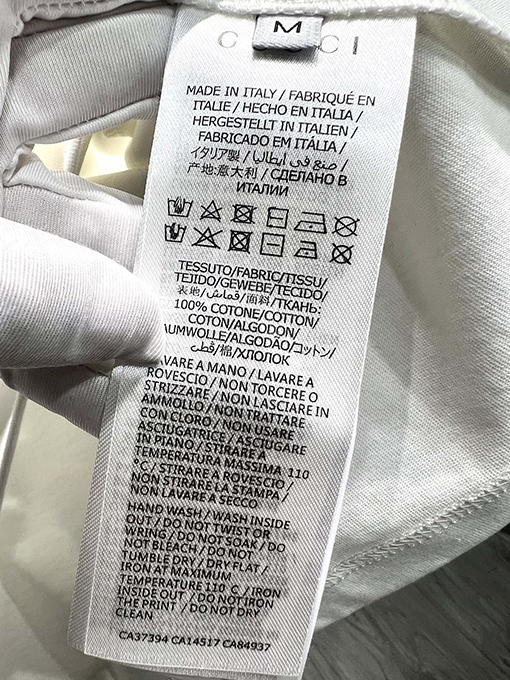 M
MADE IN ITALY / FABRIQUÉ EN
ITALIE / HECHO EN ITALIA /
HERGESTELLT IN ITALIEN /
FABRICADO EM ITÁLIA /
イタリア製 / صنع في ايطاليا /
产地:意大利 / СДЕЛАНО В
ИТАЛИИ
TESSUTO/FABRIC/TISSU/
TEJIDO/GEWEBE/TECIDO/
表地/قماش/面料/ТКАНЬ:
100% COTONE/COTTON/
COTON/ALGODON/
AUMWOLLE/ALGODÃO/コットン/
قطن/棉/ХЛОПОК
AVARE A MANO / LAVARE A
ROVESCIO / NON TORCERE O
STRIZZARE / NON LASCIARE IN
AMMOLLO / NON TRATTARE
CON CLORO / NON USARE
ASCIUGATRICE / ASCIUGARE
IN PIANO / STIRARE A
TEMPERATURA MASSIMA 110
°C / STIRARE A ROVESCIO /
NON STIRARE LA STAMPA /
NON LAVARE A SECCO
HAND WASH / WASH INSIDE
OUT / DO NOT TWIST OR
WRING / DO NOT SOAK / DO
NOT BLEACH / DO NOT
TUMBLE DRY / DRY FLAT /
IRON AT MAXIMUM
TEMPERATURE 110 C / IRON
INSIDE OUT / DO NOT IRON
THE PRINT / DO NOT DRY
CLEAN
CA37394 CA14517 CA84937